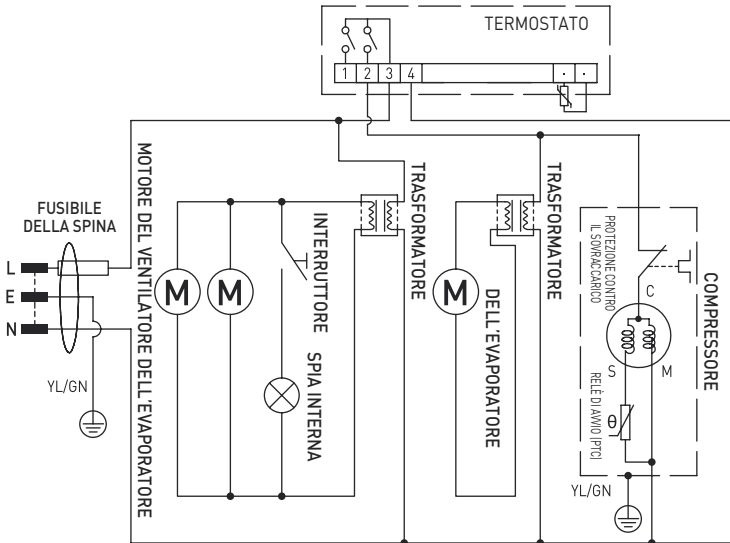 TERMOSTATO
1 2 3 4
FUSIBILE
DELLA SPINA
L
E
N
YL/GN
MOTORE DEL VENTILATORE DELL'EVAPORATORE
M
M
INTERRUTTORE
SPIA INTERNA
TRASFORMATORE
M
DELL'EVAPORATORE
TRASFORMATORE
PROTEZIONE CONTRO
IL SOVRACCARICO
C
S
M
RELÈ DI AVVIO (PTC)
θ
COMPRESSORE
YL/GN